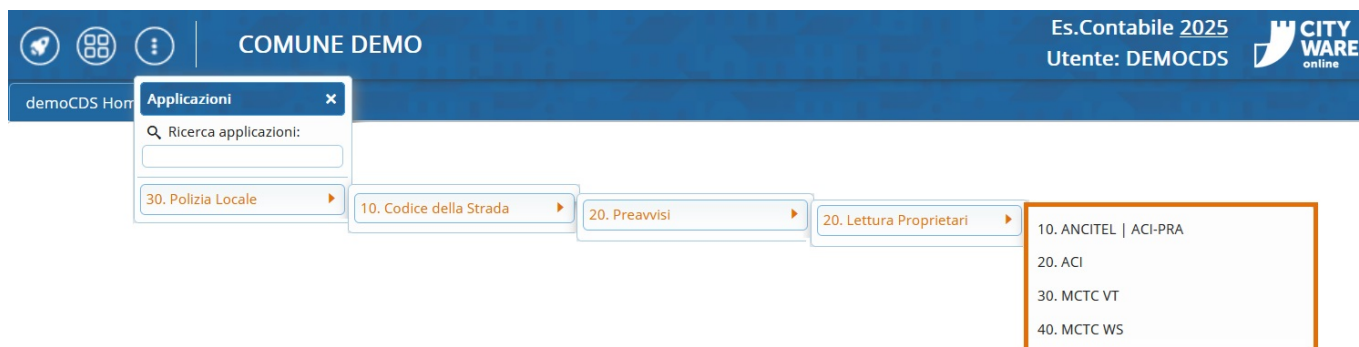 COMUNE DEMO
Es.Contabile 2025
Utente: DEMOCDS
CITY
WARE
online
demoCDS Hom
Applicazioni ×
Ricerca applicazioni:
30. Polizia Locale
10. Codice della Strada
20. Preavvisi
20. Lettura Proprietari
10. ANCITEL | ACI-PRA
20. ACI
30. MCTC VT
40. MCTC WS